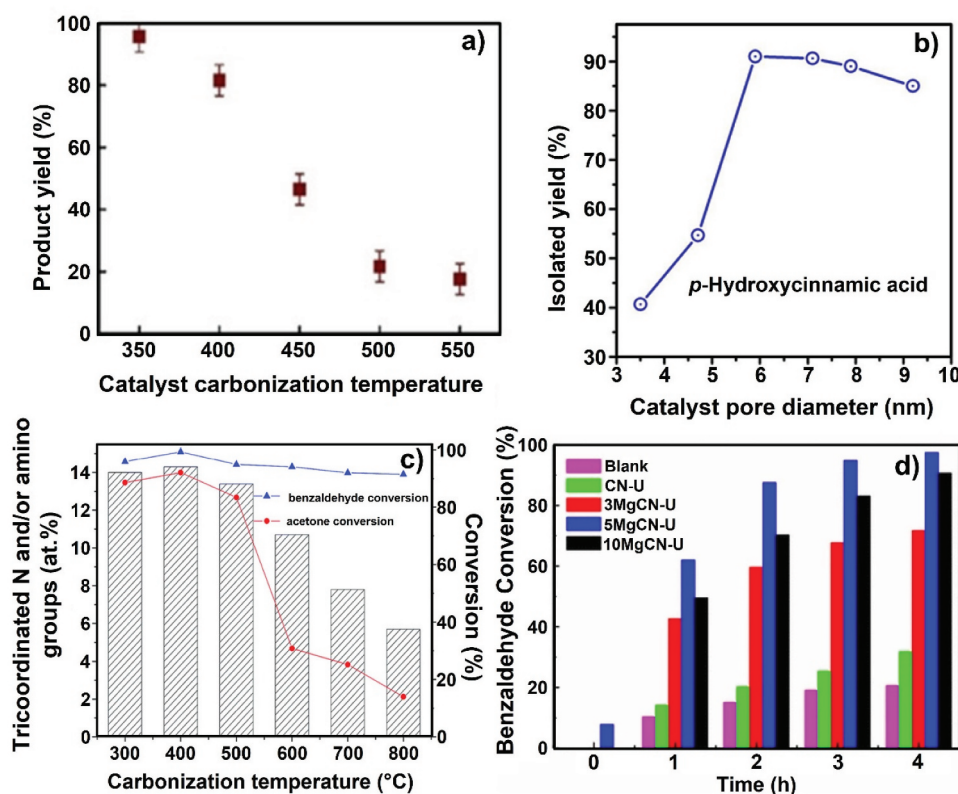 a)
Product yield (%)
100
80
60
40
20
0
350 400 450 500 550
Catalyst carbonization temperature
b)
Isolated yield (%)
100
90
80
70
60
50
40
30
3 4 5 6 7 8 9 10
p-Hydroxycinnamic acid
Catalyst pore diameter (nm)
c)
Tricoordinated N and/or amino
groups (at.%)
14
12
10
8
6
4
2
0
benzaldehyde conversion
acetone conversion
100
80
60
40
20
0
Conversion (%)
300 400 500 600 700 800
Carbonization temperature (°C)
d)
Benzaldehyde Conversion (%)
100
80
60
40
20
0
Blank
CN-U
3MgCN-U
5MgCN-U
10MgCN-U
0 1 2 3 4
Time (h)